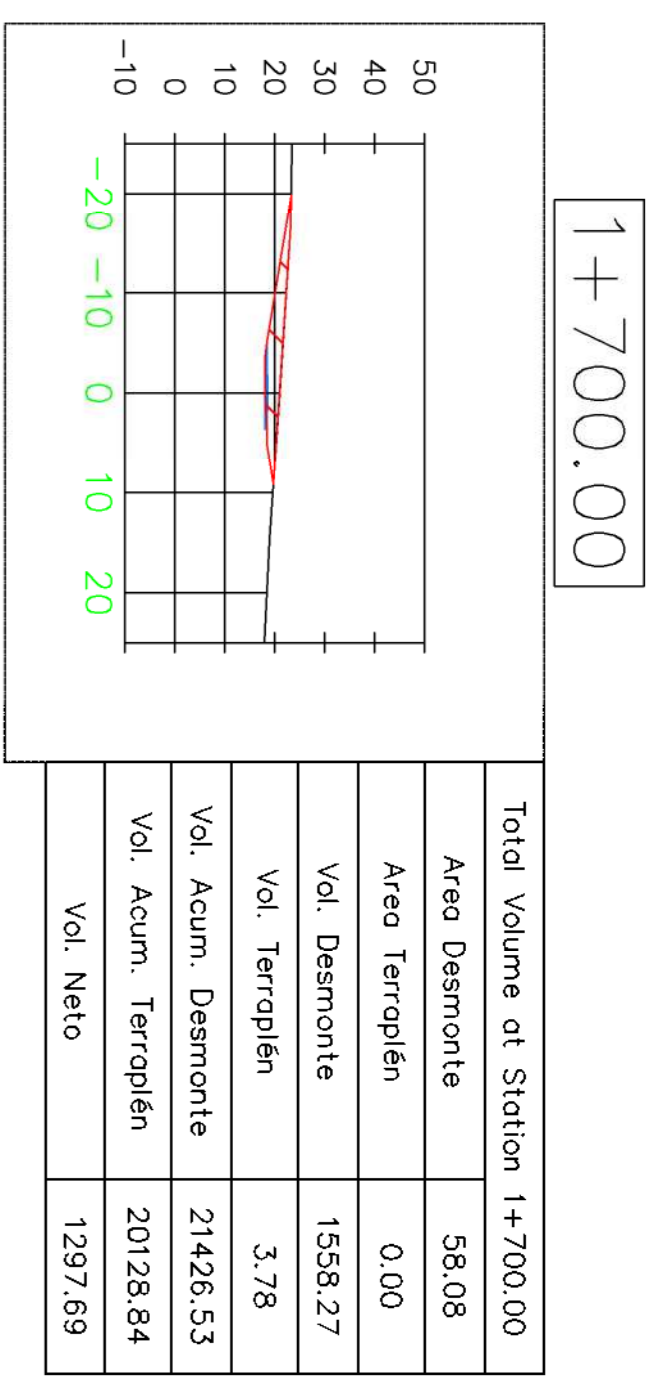 1+700.00
50
40
30
20
10
0
-10
-20 -10 0 10 20
Total Volume at Station 1+700.00
Area Desmonte 58.08
Area Terraplén 0.00
Vol. Desmonte 1558.27
Vol. Terraplén 3.78
Vol. Acum. Desmonte 21426.53
Vol. Acum. Terraplén 20128.84
Vol. Neto 1297.69